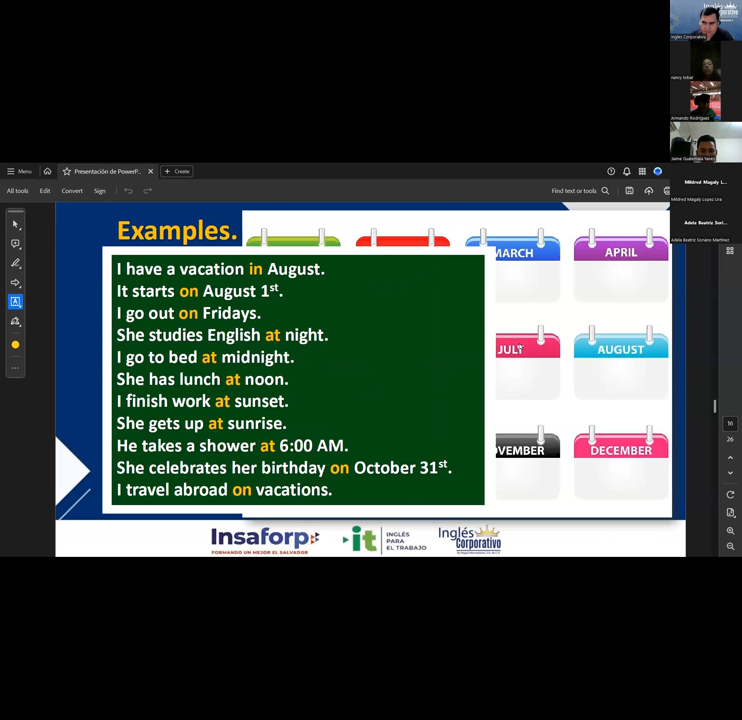 Inglés Corporativo
nancy tobar
Armando Rodríguez
Jaime Guatemala Yanes
Mildred Magaly L...
Mildred Magaly Lopez Lira
Adela Beatriz Sori...
Adela Beatriz Soriano Martinez
Menu
Presentación de PowerP...
Create
All tools
Edit
Convert
Sign
Find text or tools
Examples.
I have a vacation in August.
It starts on August 1st.
I go out on Fridays.
She studies English at night.
I go to bed at midnight.
She has lunch at noon.
I finish work at sunset.
She gets up at sunrise.
He takes a shower at 6:00 AM.
She celebrates her birthday on October 31st.
I travel abroad on vacations.
MARCH
APRIL
JULY
AUGUST
OVEMBER
DECEMBER
16
26
Insaforp
FORMANDO UN MEJOR EL SALVADOR
it
INGLÉS
PARA
EL TRABAJO
Inglés
Corporativo